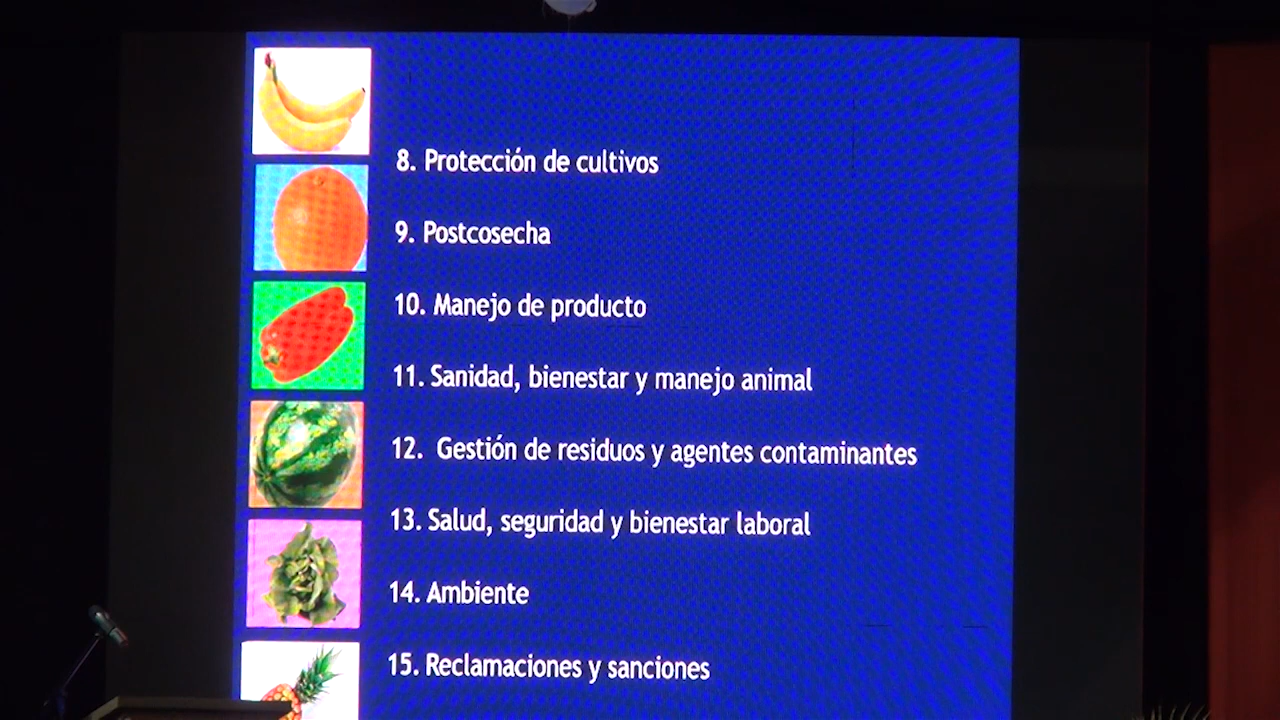 8. Protección de cultivos
9. Postcosecha
10. Manejo de producto
11. Sanidad, bienestar y manejo animal
12. Gestión de residuos y agentes contaminantes
13. Salud, seguridad y bienestar laboral
14. Ambiente
15. Reclamaciones y sanciones